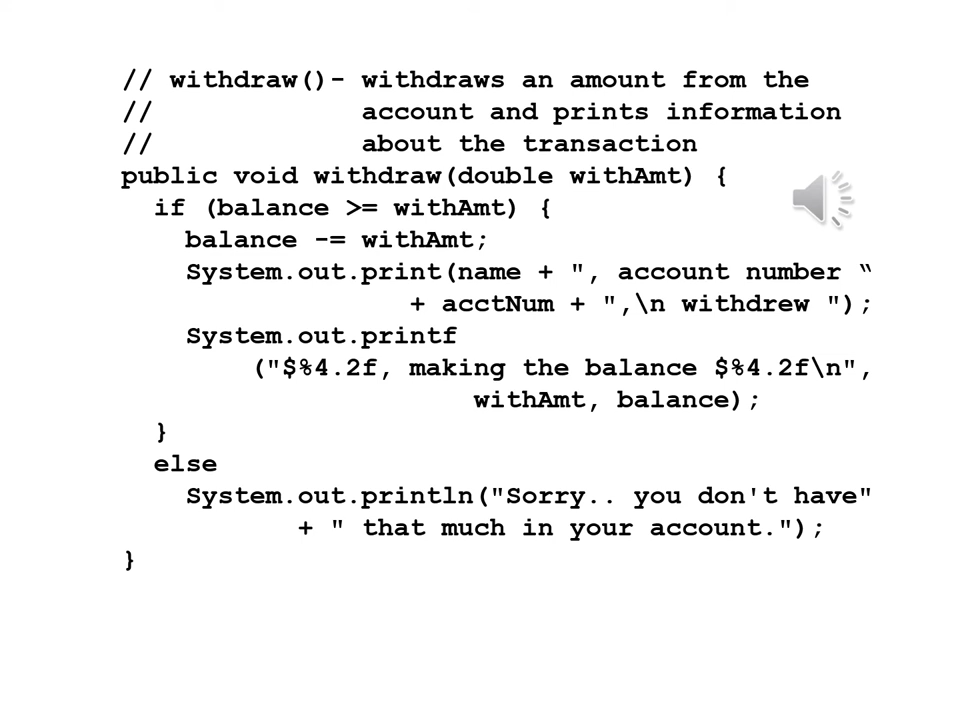 // withdraw()- withdraws an amount from the
//             account and prints information
//             about the transaction
public void withdraw(double withAmt) {
  if (balance >= withAmt) {
    balance -= withAmt;
    System.out.print(name + ", account number “
                  + acctNum + ",\n withdrew ");
    System.out.printf
        ("$%4.2f, making the balance $%4.2f\n",
                      withAmt, balance);
  }
  else
    System.out.println("Sorry.. you don't have"
           + " that much in your account.");
}